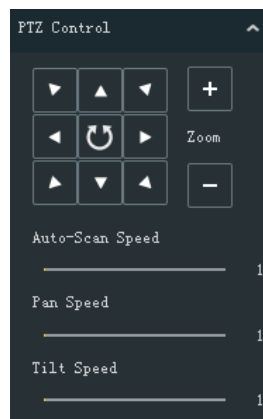 PTZ Control
+
Zoom
−
Auto-Scan Speed
1
Pan Speed
1
Tilt Speed
1